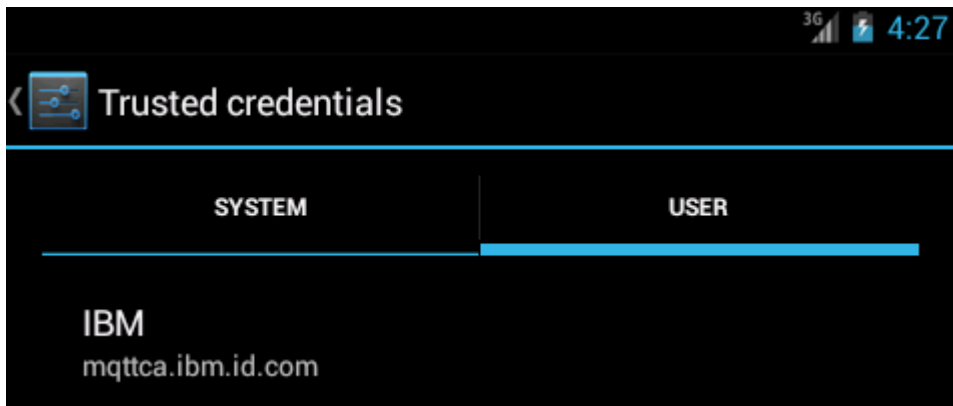 3G 4:27
Trusted credentials
SYSTEM USER
IBM
mqttca.ibm.id.com